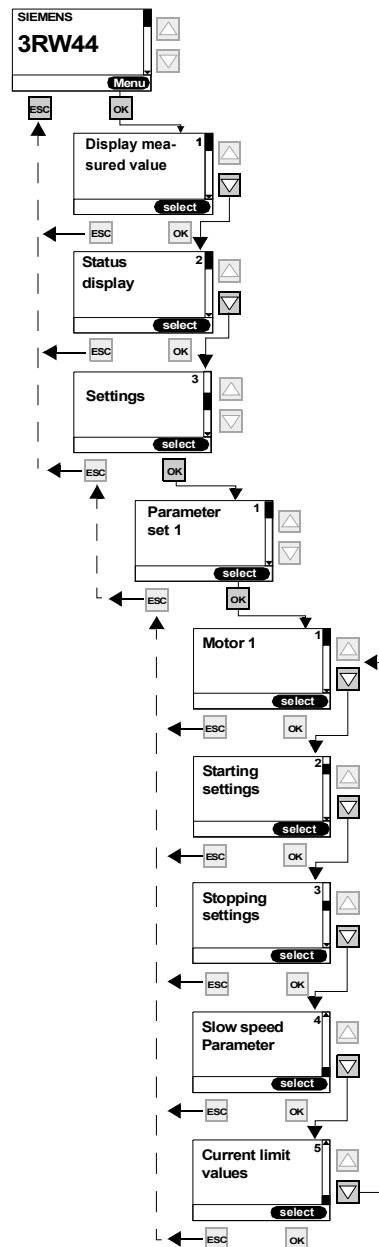 SIEMENS
3RW44
Menu
ESC
OK
Display mea-
sured value
1
select
ESC
OK
Status
display
2
select
ESC
OK
Settings
3
select
ESC
OK
Parameter
set 1
1
select
ESC
OK
Motor 1
1
select
ESC
OK
Starting
settings
2
select
ESC
OK
Stopping
settings
3
select
ESC
OK
Slow speed
Parameter
4
select
ESC
OK
Current limit
values
5
select
ESC
OK